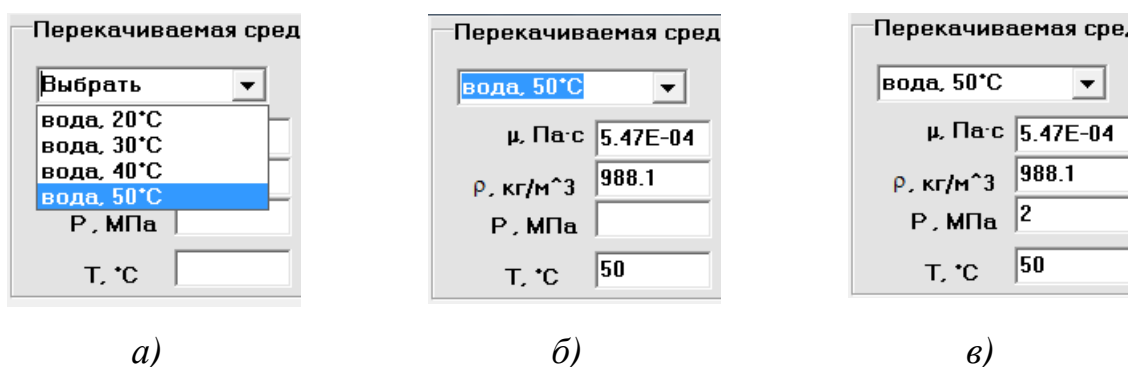 Перекачиваемая сред
Выбрать
вода, 20°C
вода, 30°C
вода, 40°C
вода, 50°C
P, МПа
T, °C
а)
Перекачиваемая сред
вода, 50°C
μ, Па·с 5.47E-04
ρ, кг/м^3 988.1
P, МПа
T, °C 50
б)
Перекачиваемая сред
вода, 50°C
μ, Па·с 5.47E-04
ρ, кг/м^3 988.1
P, МПа 2
T, °C 50
в)